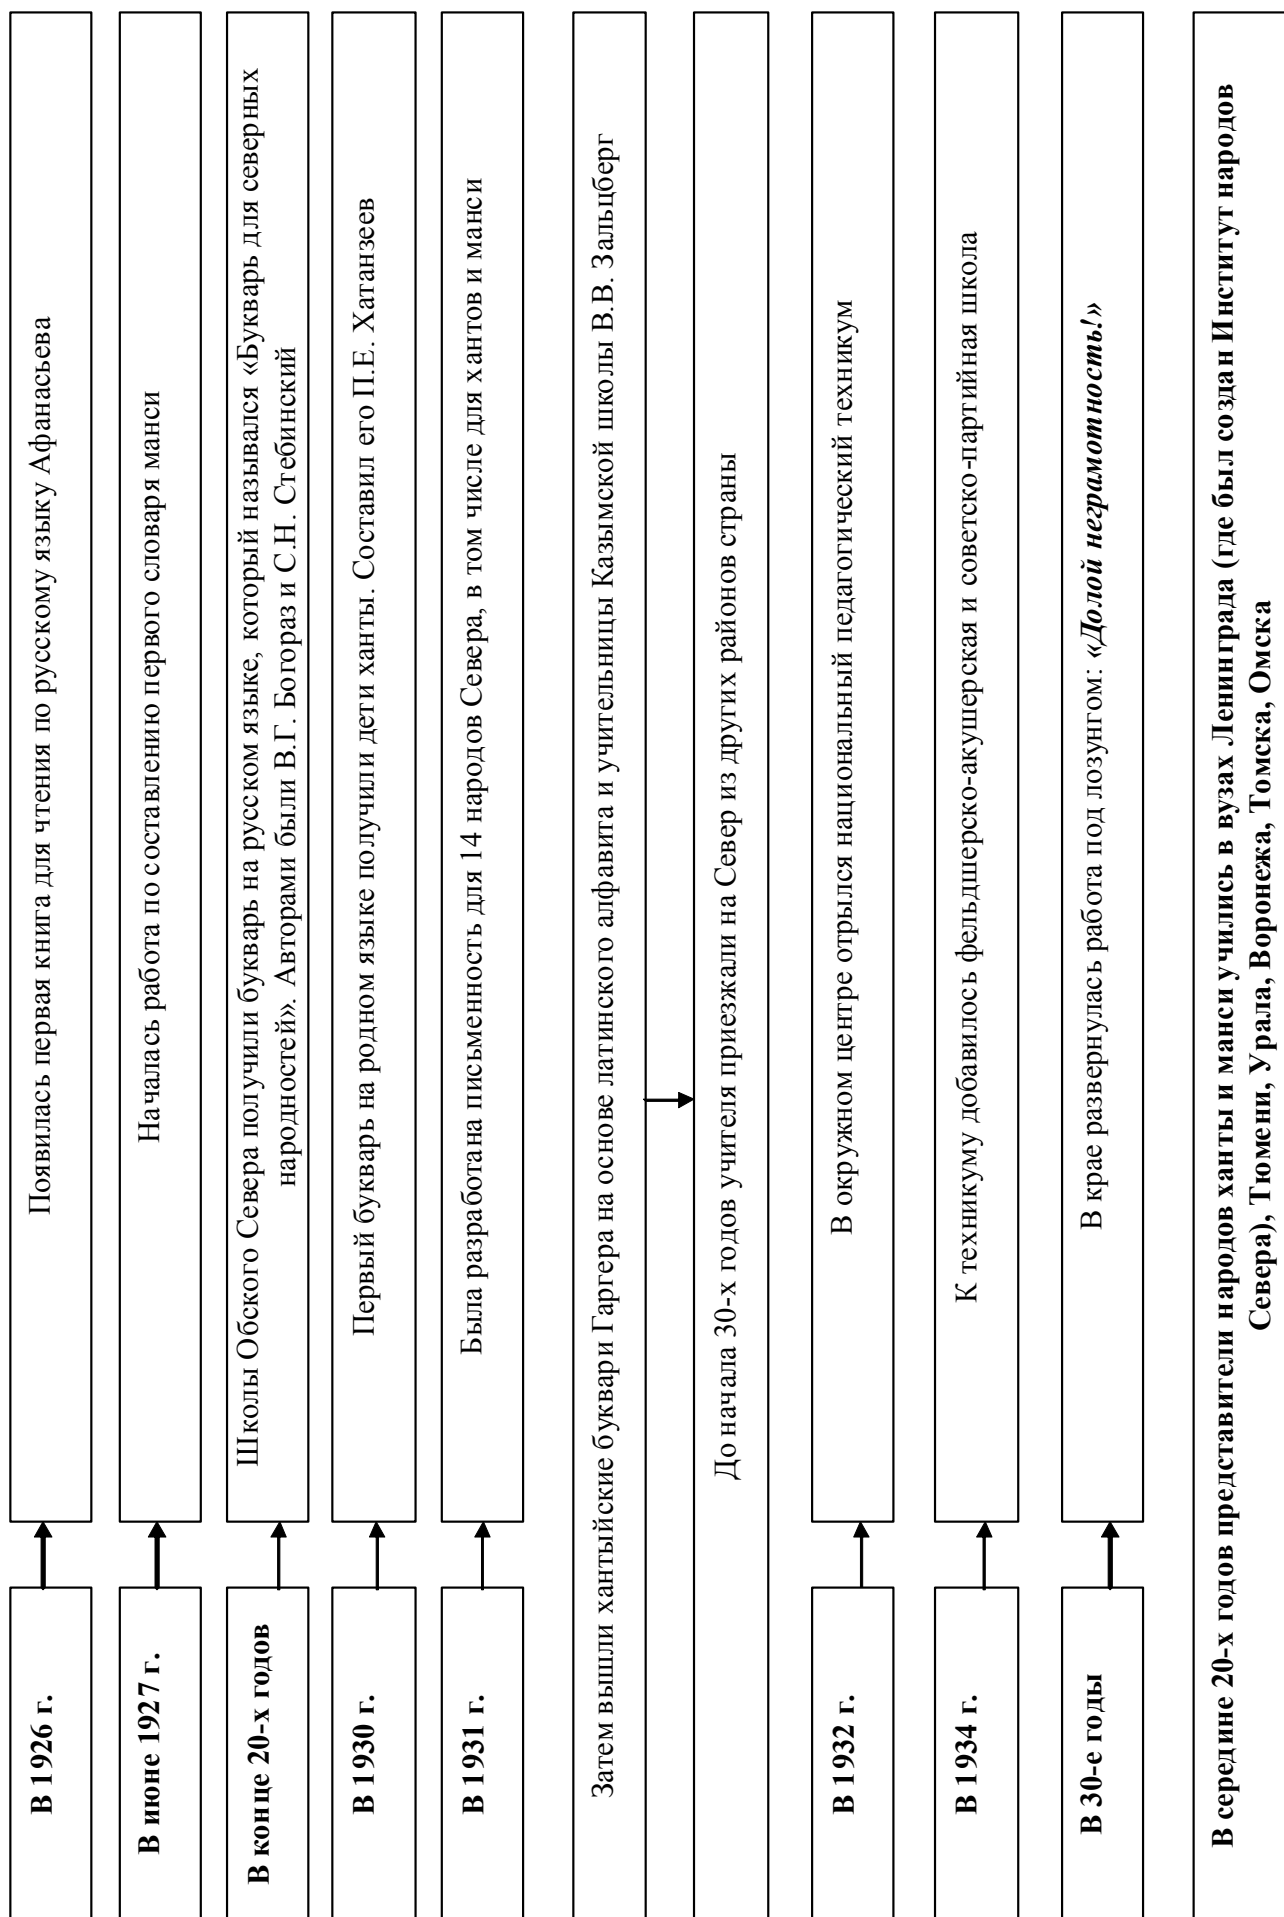 В 1926 г.
Появилась первая книга для чтения по русскому языку Афанасьева
В июне 1927 г.
Началась работа по составлению первого словаря манси
В конце 20-х годов
Школы Обского Севера получили букварь на русском языке, который назывался «Букварь для северных
народностей». Авторами были В.Г. Богораз и С.Н. Стебинский
В 1930 г.
Первый букварь на родном языке получили дети ханты. Составил его П.Е. Хатанзеев
В 1931 г.
Была разработана письменность для 14 народов Севера, в том числе для хантов и манси
Затем вышли хантыйские буквари Гаргера на основе латинского алфавита и учительницы Казымской школы В.В. Зальцберг
До начала 30-х годов учителя приезжали на Север из других районов страны
В 1932 г.
В окружном центре отрылся национальный педагогический техникум
В 1934 г.
К техникуму добавилось фельдшерско-акушерская и советско-партийная школа
В 30-е годы
В крае развернулась работа под лозунгом: «Долой неграмотность!»
В середине 20-х годов представители народов ханты и манси учились в вузах Ленинграда (где был создан Институт народов
Севера), Тюмени, Урала, Воронежа, Томска, Омска